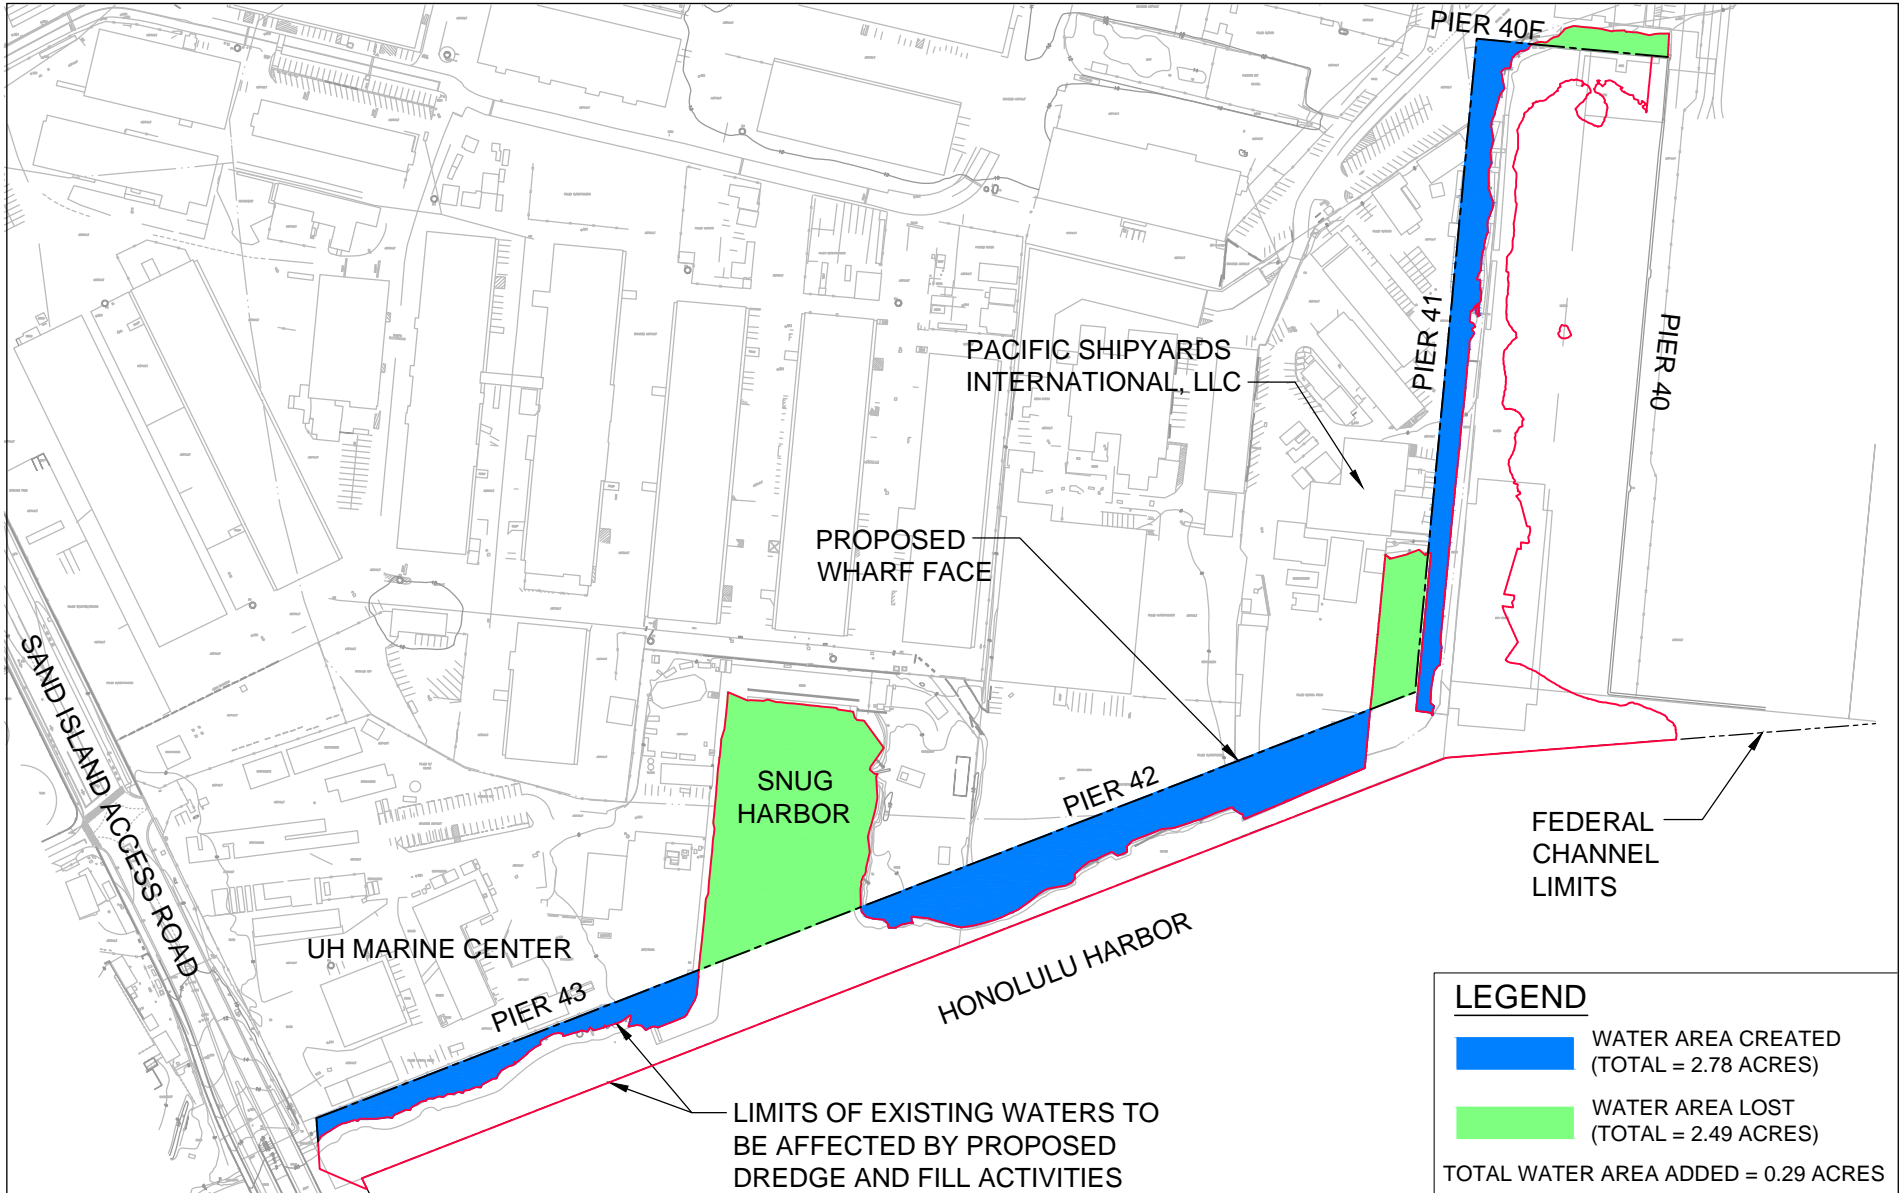 PIER 40F
PIER 41
PIER 40
PACIFIC SHIPYARDS
INTERNATIONAL, LLC
PROPOSED
WHARF FACE
SAND ISLAND ACCESS ROAD
SNUG
HARBOR
PIER 42
FEDERAL
CHANNEL
LIMITS
UH MARINE CENTER
PIER 43
HONOLULU HARBOR
LIMITS OF EXISTING WATERS TO
BE AFFECTED BY PROPOSED
DREDGE AND FILL ACTIVITIES
LEGEND
WATER AREA CREATED
(TOTAL = 2.78 ACRES)
WATER AREA LOST
(TOTAL = 2.49 ACRES)
TOTAL WATER AREA ADDED = 0.29 ACRES